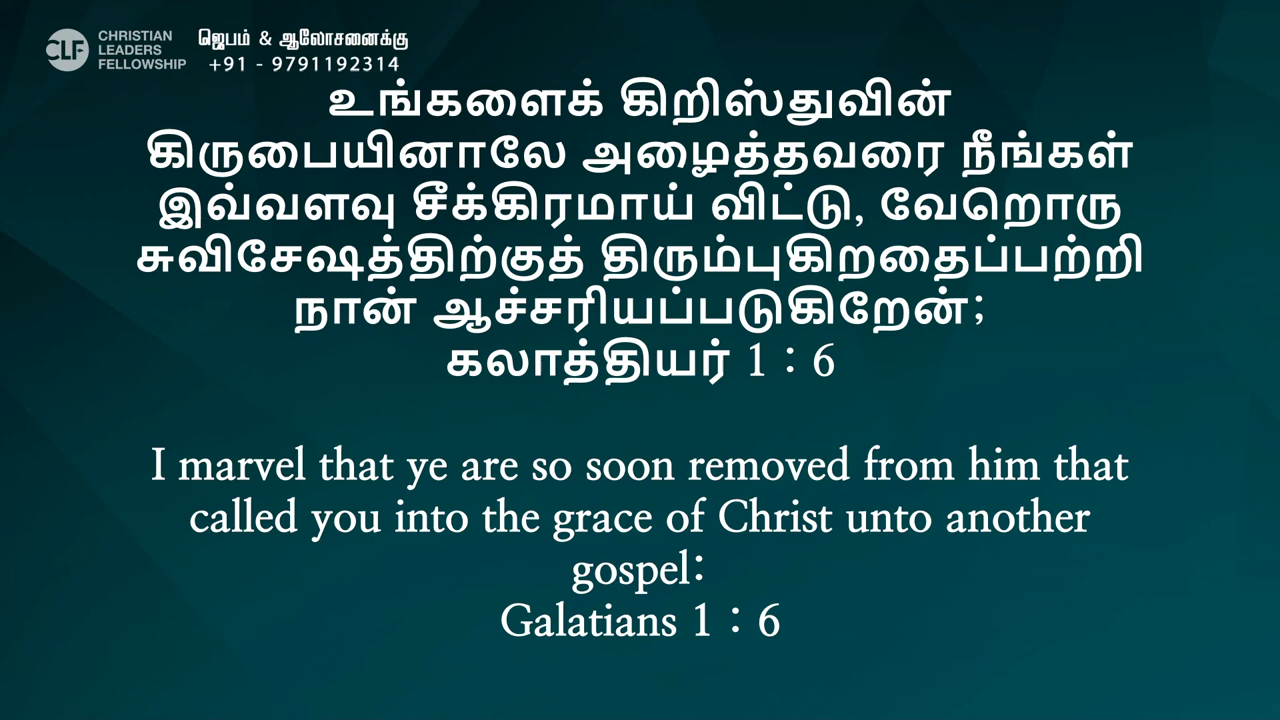 CLF
CHRISTIAN
LEADERS
FELLOWSHIP
ஜெபம் & ஆலோசனைக்கு
+91 - 9791192314
உங்களைக் கிறிஸ்துவின்
கிருபையினாலே அழைத்தவரை நீங்கள்
இவ்வளவு சீக்கிரமாய் விட்டு, வேறொரு
சுவிசேஷத்திற்குத் திரும்புகிறதைப்பற்றி
நான் ஆச்சரியப்படுகிறேன்;
கலாத்தியர் 1 : 6
I marvel that ye are so soon removed from him that
called you into the grace of Christ unto another
gospel:
Galatians 1 : 6